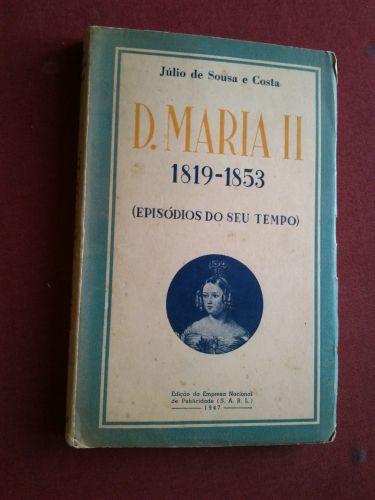 Júlio de Sousa e Costa
D. MARIA II
1819-1853
(EPISÓDIOS DO SEU TEMPO)
Edição da Empresa Nacional
de Publicidade (S. A. R. L.)
1947